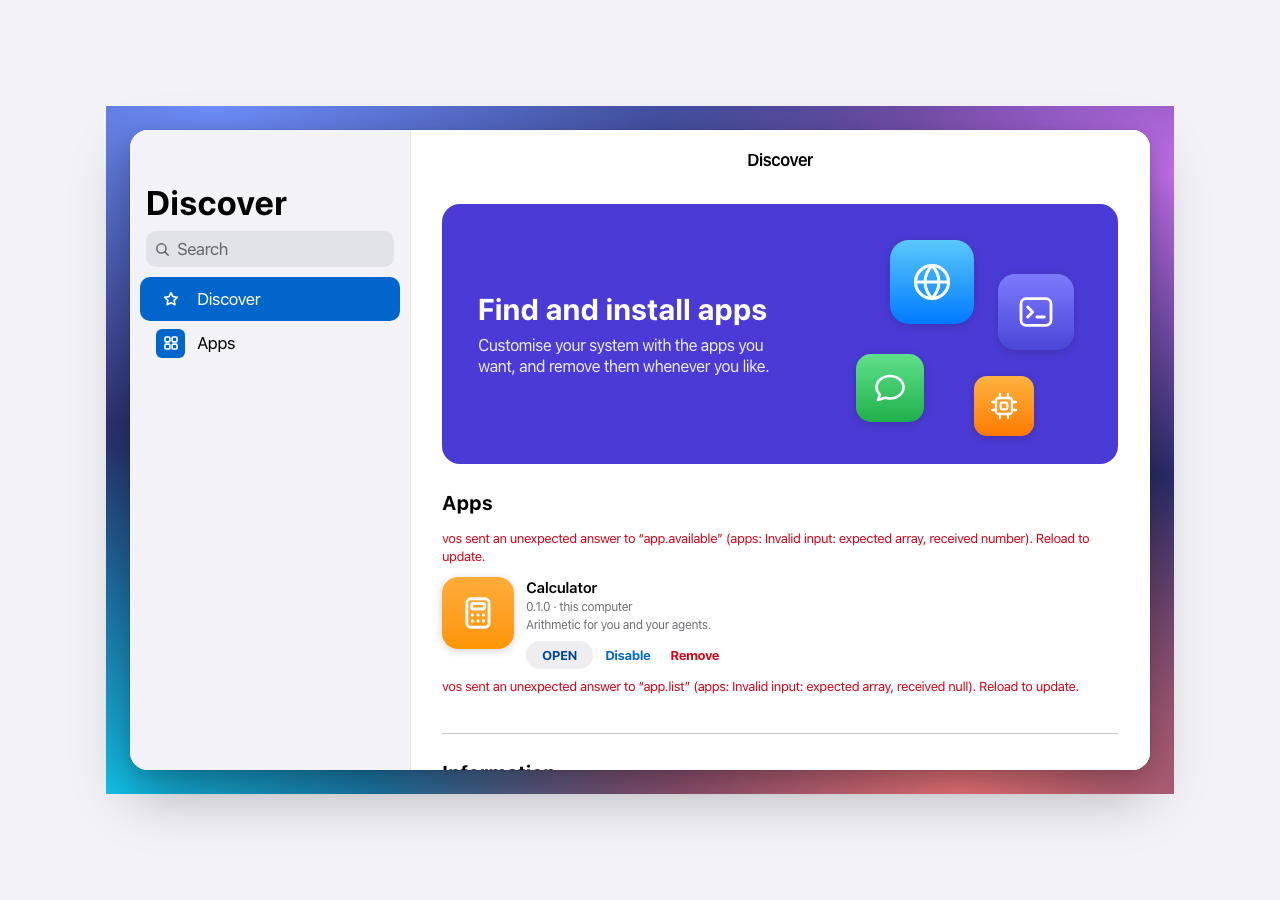 Discover
Discover
Search
Discover
Apps
Find and install apps
Customise your system with the apps you
want, and remove them whenever you like.
Apps
vos sent an unexpected answer to “app.available” (apps: Invalid input: expected array, received number). Reload to
update.
Calculator
0.1.0 · this computer
Arithmetic for you and your agents.
OPEN Disable Remove
vos sent an unexpected answer to “app.list” (apps: Invalid input: expected array, received null). Reload to update.
Information